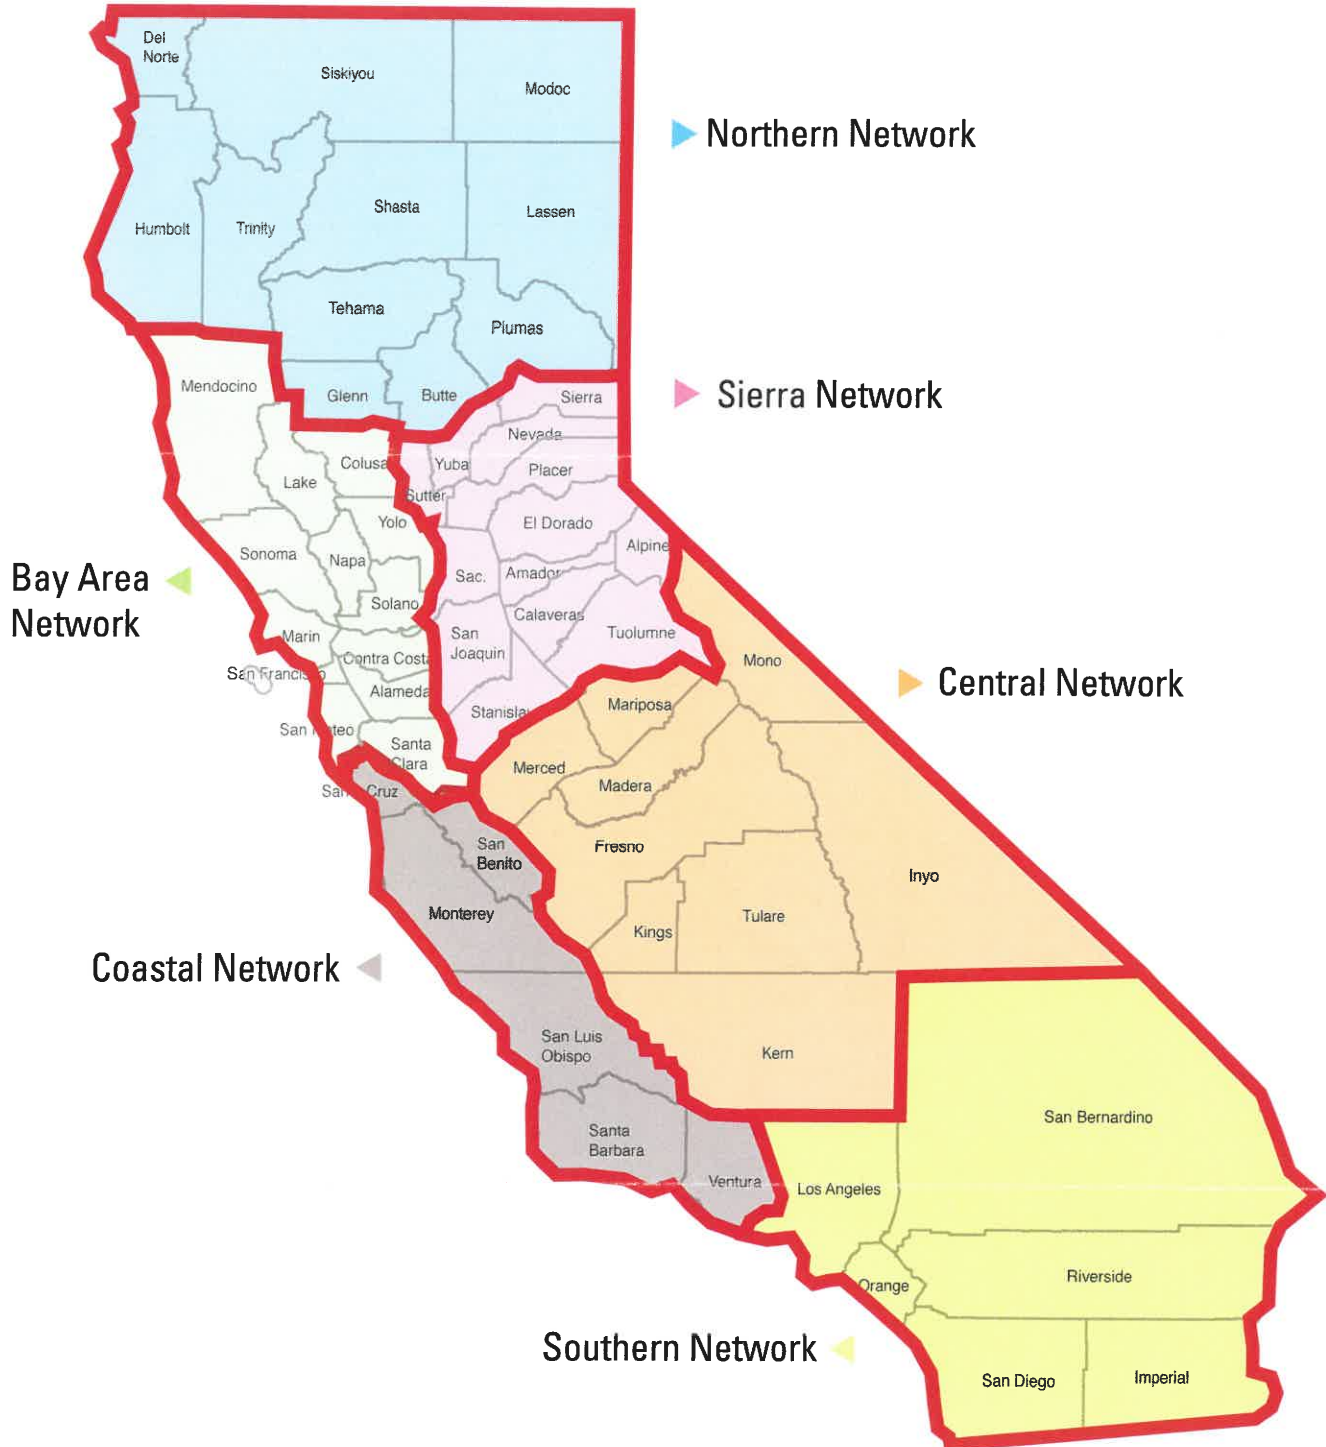 Del
Norte
Siskiyou
Modoc
Northern Network
Humbolt
Trinity
Shasta
Lassen
Tehama
Plumas
Glenn
Butte
Mendocino
Sierra
Sierra Network
Nevada
Colusa
Yuba
Placer
Lake
Sutter
Yolo
El Dorado
Sonoma
Napa
Alpine
Bay Area
Network
Sac.
Amador
Solano
Calaveras
Marin
San
Joaquin
Tuolumne
San Francisco
Contra Costa
Mono
Central Network
Alameda
Mariposa
Stanislau
San Mateo
Santa
Clara
Merced
Madera
Cruz
San
Benito
Fresno
Inyo
Monterey
Kings
Tulare
Coastal Network
San Luis
Obispo
Kern
San Bernardino
Santa
Barbara
Ventura
Los Angeles
Orange
Riverside
Southern Network
San Diego
Imperial